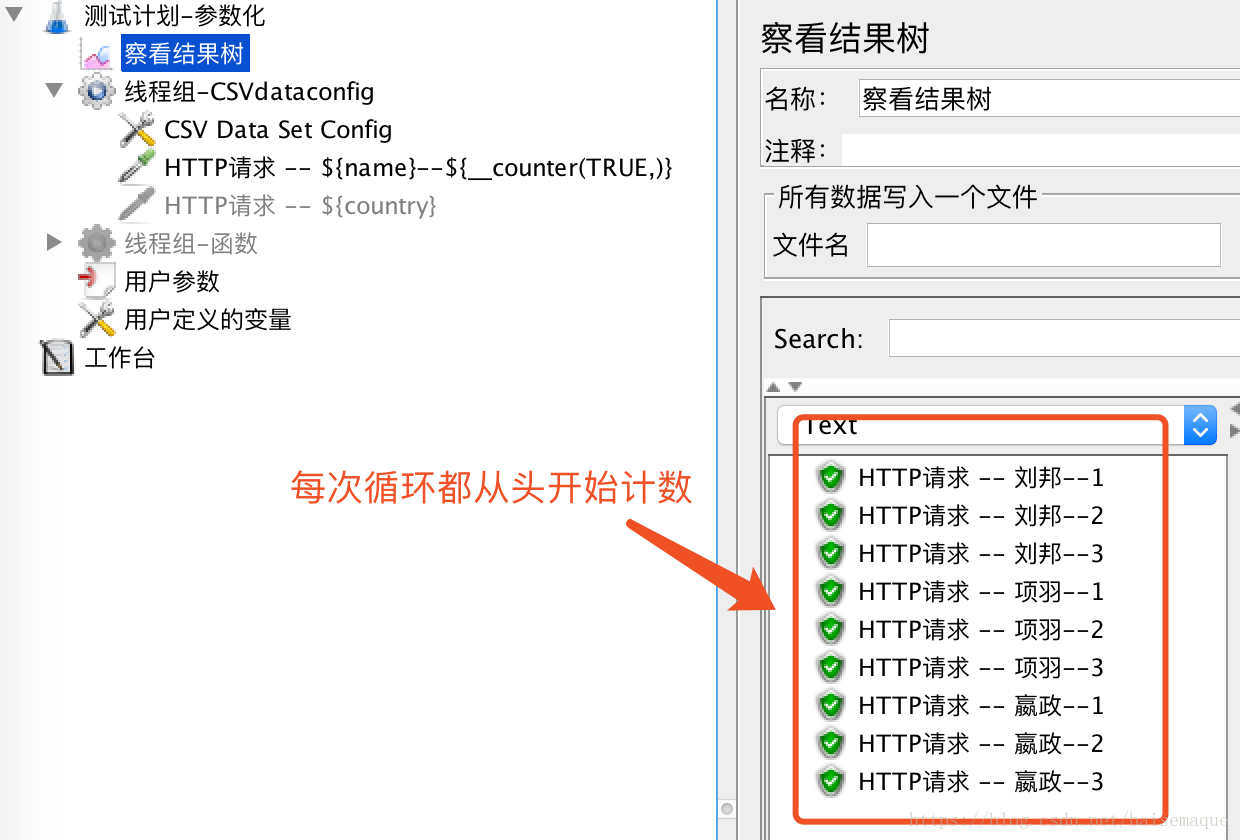 测试计划-参数化
察看结果树
线程组-CSVdataconfig
CSV Data Set Config
HTTP请求 -- ${name}--${__counter(TRUE,)}
HTTP请求 -- ${country}
线程组-函数
用户参数
用户定义的变量
工作台
每次循环都从头开始计数
察看结果树
名称：
察看结果树
注释：
所有数据写入一个文件
文件名
Search:
Text
HTTP请求 -- 刘邦--1
HTTP请求 -- 刘邦--2
HTTP请求 -- 刘邦--3
HTTP请求 -- 项羽--1
HTTP请求 -- 项羽--2
HTTP请求 -- 项羽--3
HTTP请求 -- 嬴政--1
HTTP请求 -- 嬴政--2
HTTP请求 -- 嬴政--3
https://blog.csdn.net/baisemaque